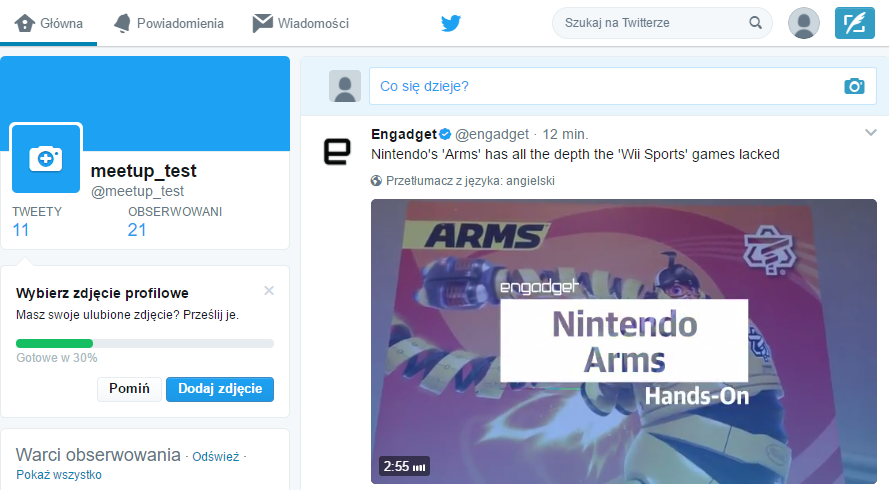 Główna
Powiadomienia
Wiadomości
Szukaj na Twitterze
meetup_test
@meetup_test
TWEETY OBSERWOWANI
11 21
Wybierz zdjęcie profilowe
Masz swoje ulubione zdjęcie? Prześlij je.
Gotowe w 30%
Pomiń
Dodaj zdjęcie
Warci obserwowania · Odśwież ·
Pokaż wszystko
Co się dzieje?
Engadget @engadget · 12 min.
Nintendo's 'Arms' has all the depth the 'Wii Sports' games lacked
Przetłumacz z języka: angielski
ARMS
engadget
Nintendo
Arms
Hands-On
2:55